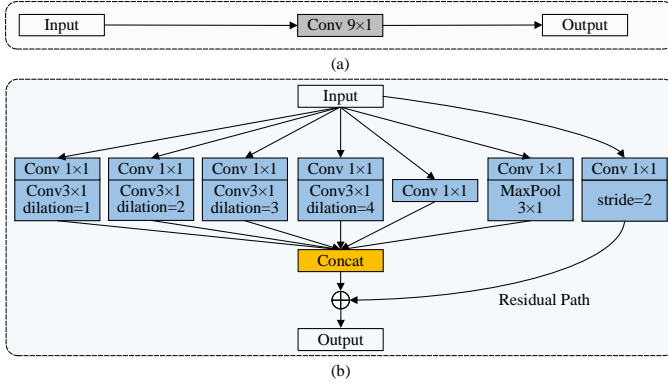 Input
Conv 9×1
Output
(a)
Input
Conv 1×1
Conv3×1
dilation=1
Conv 1×1
Conv3×1
dilation=2
Conv 1×1
Conv3×1
dilation=3
Conv 1×1
Conv3×1
dilation=4
Conv 1×1
Conv 1×1
MaxPool
3×1
Conv 1×1
stride=2
Concat
Residual Path
Output
(b)